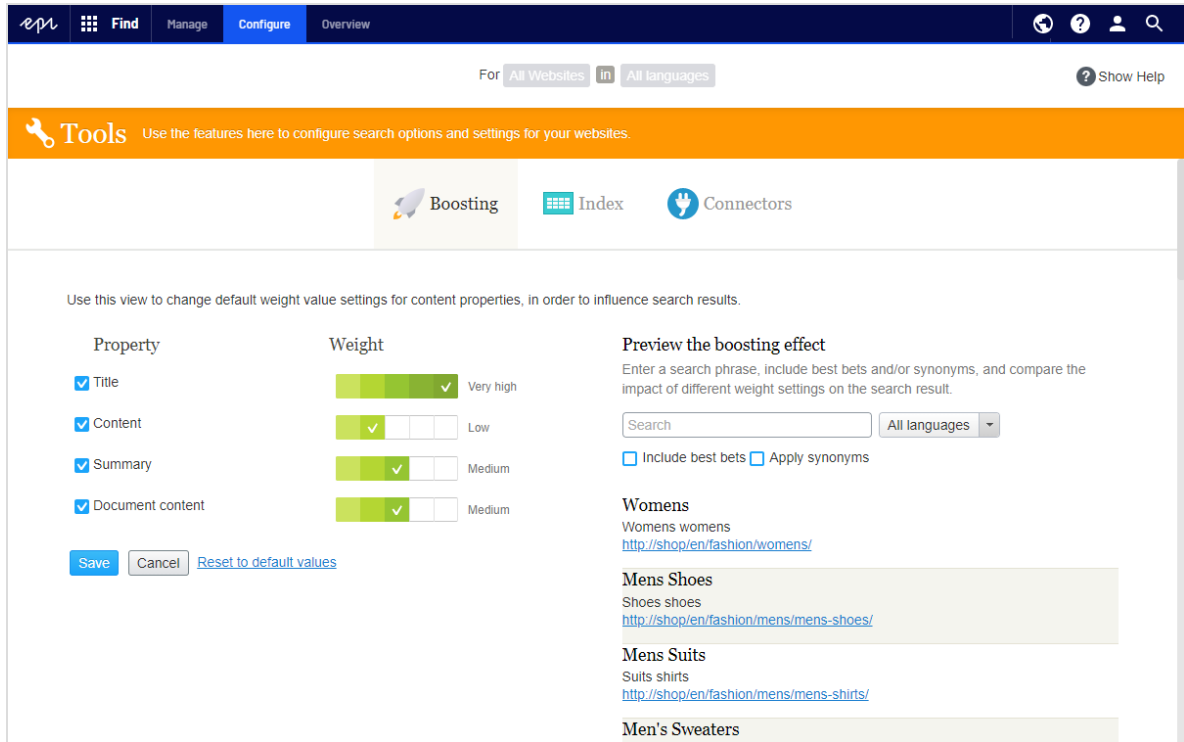 epi Find Manage Configure Overview
For All Websites in All languages
? Show Help
Tools Use the features here to configure search options and settings for your websites.
Boosting Index Connectors
Use this view to change default weight value settings for content properties, in order to influence search results.
Property Weight
Title Very high
Content Low
Summary Medium
Document content Medium
Save Cancel Reset to default values
Preview the boosting effect
Enter a search phrase, include best bets and/or synonyms, and compare the
impact of different weight settings on the search result.
Search All languages
Include best bets Apply synonyms
Womens
Womens womens
http://shop/en/fashion/womens/
Mens Shoes
Shoes shoes
http://shop/en/fashion/mens/mens-shoes/
Mens Suits
Suits shirts
http://shop/en/fashion/mens/mens-shirts/
Men's Sweaters